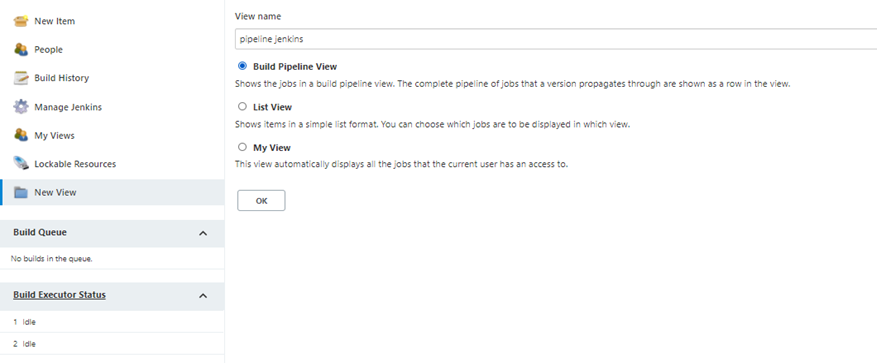 New Item
People
Build History
Manage Jenkins
My Views
Lockable Resources
New View
Build Queue
No builds in the queue.
Build Executor Status
1 Idle
2 Idle
View name
pipeline jenkins
Build Pipeline View
Shows the jobs in a build pipeline view. The complete pipeline of jobs that a version propagates through are shown as a row in the view.
List View
Shows items in a simple list format. You can choose which jobs are to be displayed in which view.
My View
This view automatically displays all the jobs that the current user has an access to.
OK